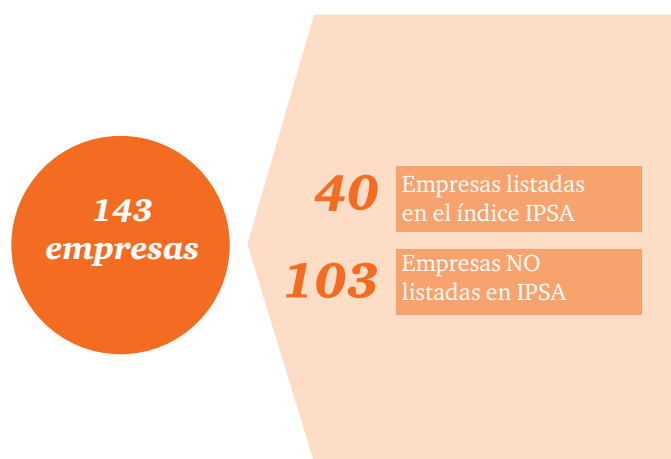 143
empresas
40
Empresas listadas
en el índice IPSA
103
Empresas NO
listadas en IPSA